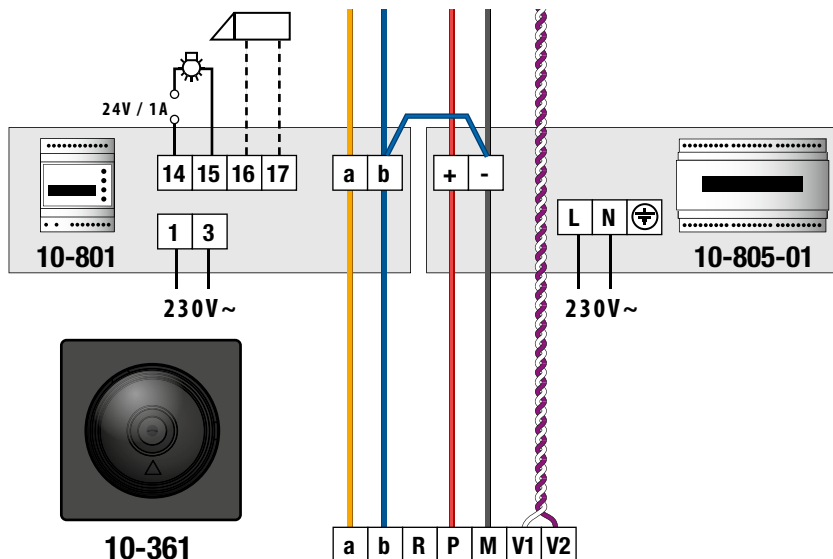 24V / 1A
14 15 16 17
a b
+ -
1 3
L N
10-801
10-805-01
230V~
230V~
10-361
a b R P M V1 V2